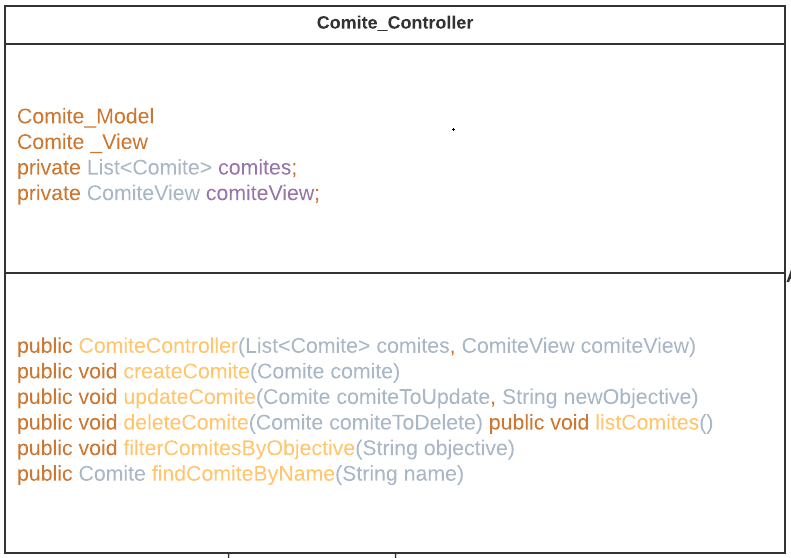 Comite_Controller
Comite_Model
Comite _View
private List<Comite> comites;
private ComiteView comiteView;
public ComiteController(List<Comite> comites, ComiteView comiteView)
public void createComite(Comite comite)
public void updateComite(Comite comiteToUpdate, String newObjective)
public void deleteComite(Comite comiteToDelete) public void listComites()
public void filterComitesByObjective(String objective)
public Comite findComiteByName(String name)